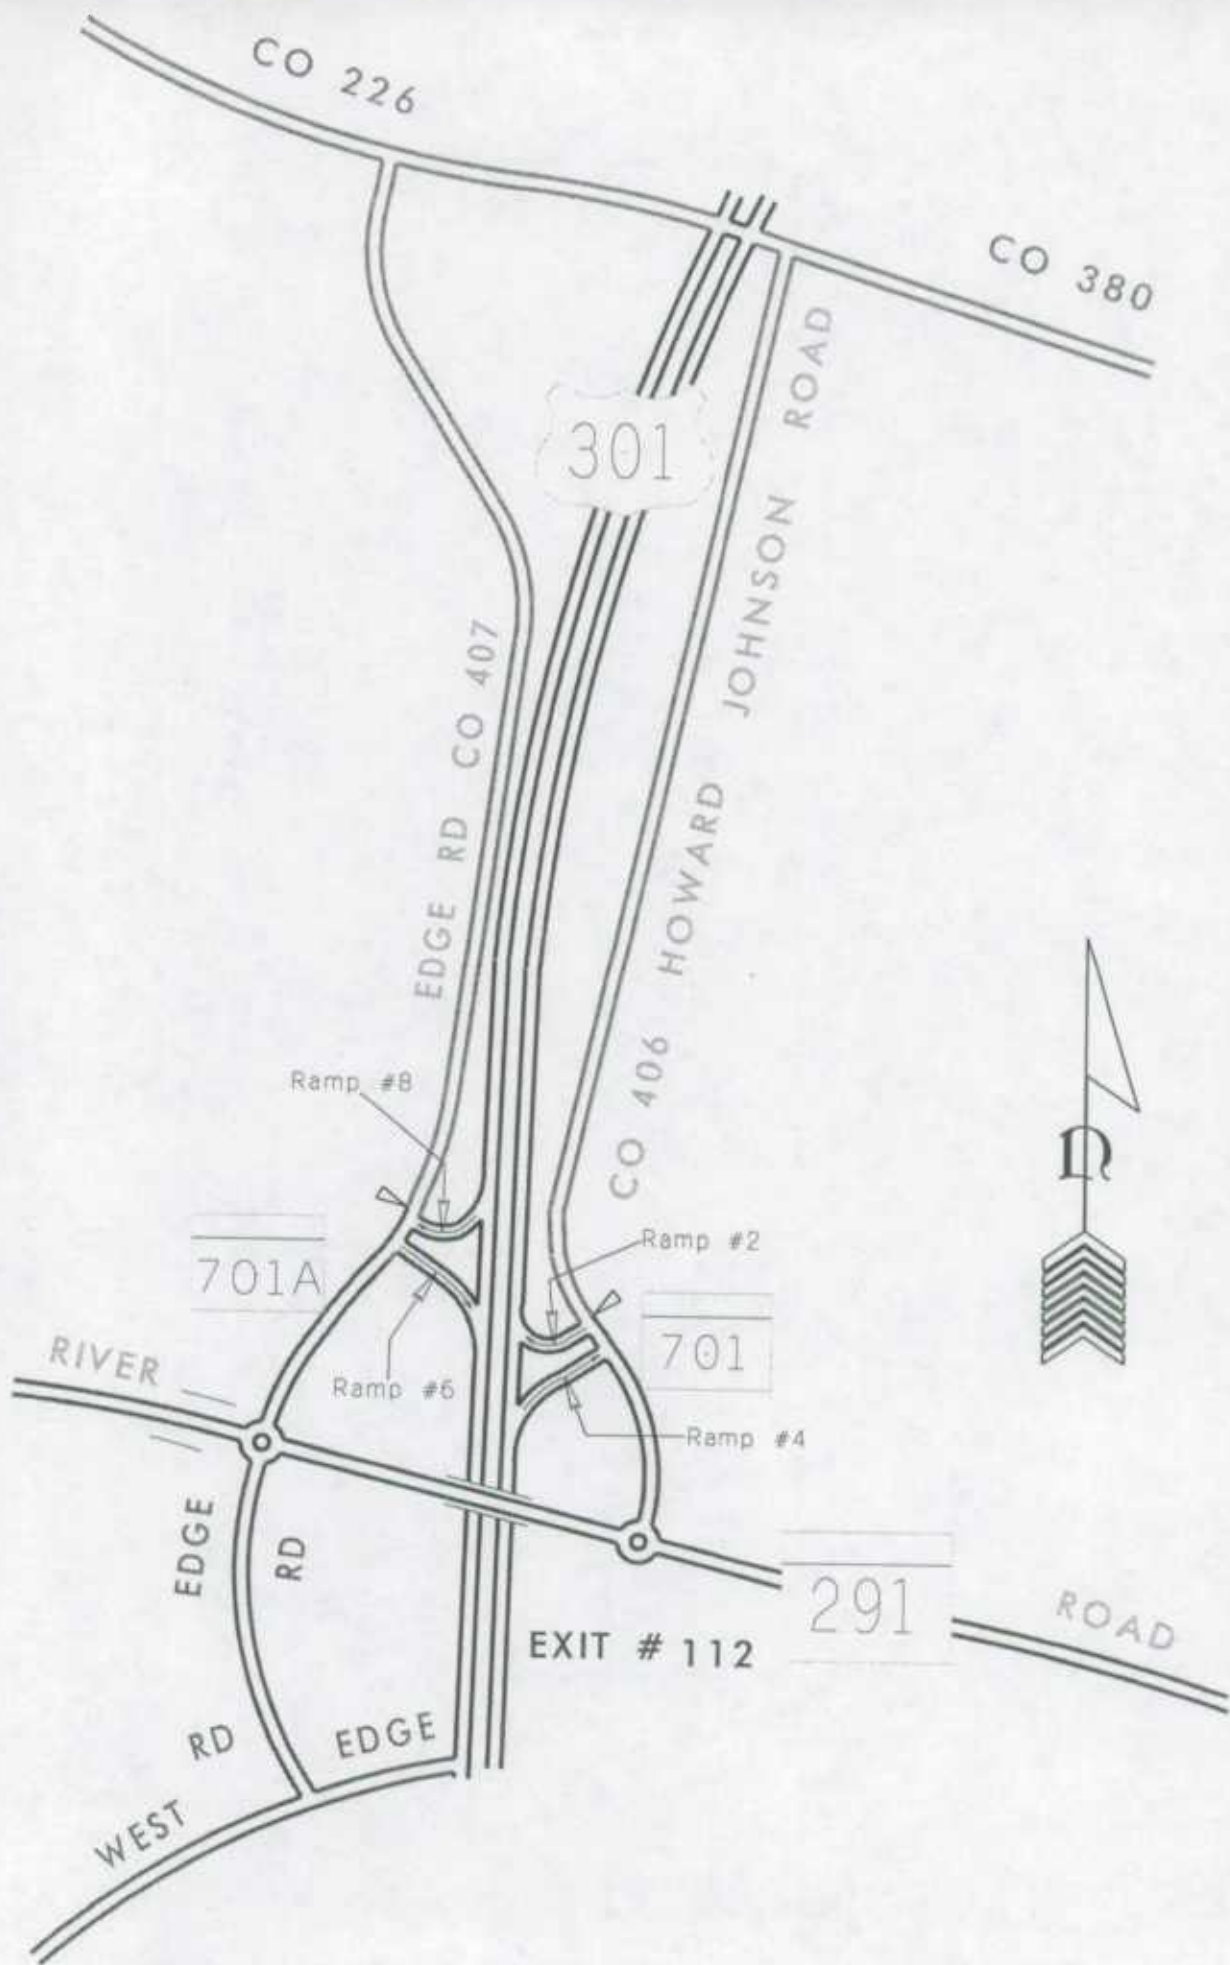 CO 226
CO 380
301
EDGE RD CO 407
CO 406 HOWARD JOHNSON ROAD
Ramp #8
Ramp #2
701A
701
Ramp #6
Ramp #4
RIVER
ROAD
291
EDGE RD
EXIT # 112
WEST RD EDGE
N